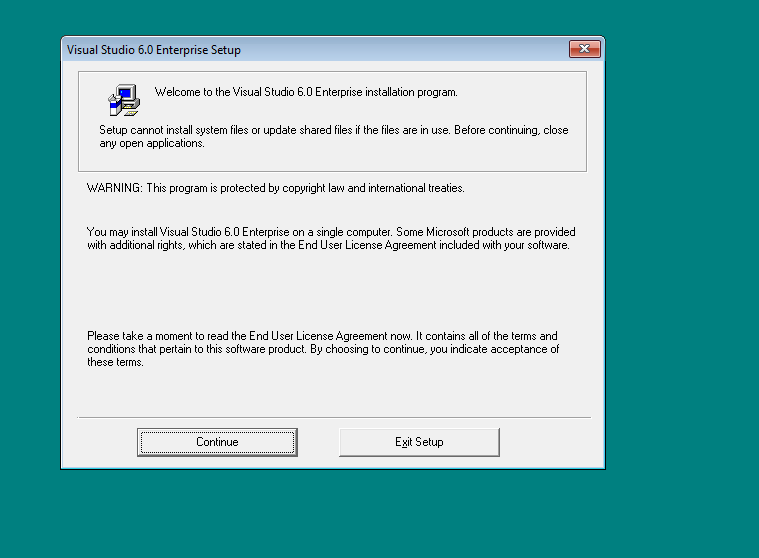 Visual Studio 6.0 Enterprise Setup
Welcome to the Visual Studio 6.0 Enterprise installation program.
Setup cannot install system files or update shared files if the files are in use. Before continuing, close
any open applications.
WARNING: This program is protected by copyright law and international treaties.
You may install Visual Studio 6.0 Enterprise on a single computer. Some Microsoft products are provided
with additional rights, which are stated in the End User License Agreement included with your software.
Please take a moment to read the End User License Agreement now. It contains all of the terms and
conditions that pertain to this software product. By choosing to continue, you indicate acceptance of
these terms.
Continue
Exit Setup